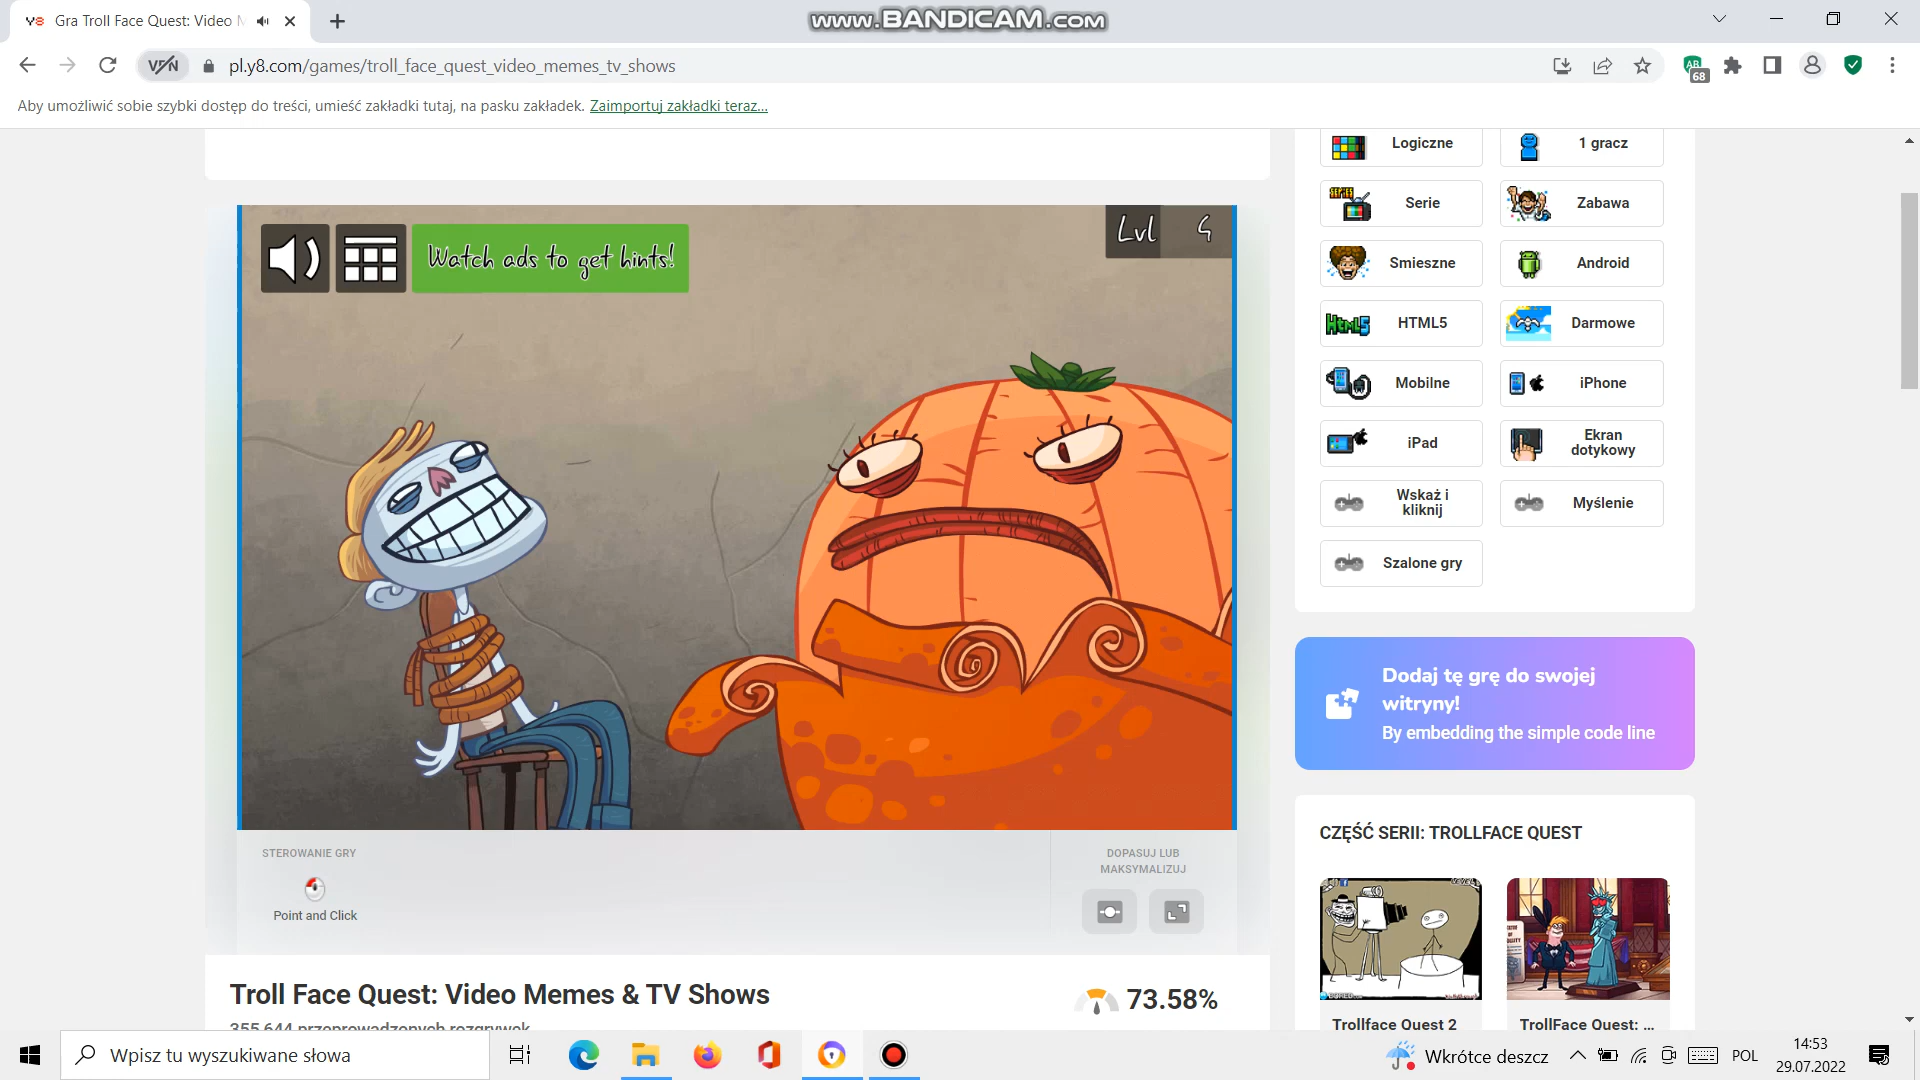 www.BANDICAM.com
Gra Troll Face Quest: Video M
pl.y8.com/games/troll_face_quest_video_memes_tv_shows
68
Aby umożliwić sobie szybki dostęp do treści, umieść zakładki tutaj, na pasku zakładek. Zaimportuj zakładki teraz...
Watch ads to get hints!
Lvl 4
Logiczne
1 gracz
Serie
Zabawa
Smieszne
Android
HTML5
Darmowe
Mobilne
iPhone
iPad
Ekran
dotykowy
Wskaż i
kliknij
Myślenie
Szalone gry
Dodaj tę grę do swojej
witryny!
By embedding the simple code line
CZĘŚĆ SERII: TROLLFACE QUEST
Trollface Quest 2
TrollFace Quest: ...
STEROWANIE GRY
Point and Click
DOPASUJ LUB
MAKSYMALIZUJ
Troll Face Quest: Video Memes & TV Shows
73.58%
355 644 przeprowadzonych rozgrywek
Wpisz tu wyszukiwane słowa
Wkrótce deszcz
POL
14:53
29.07.2022